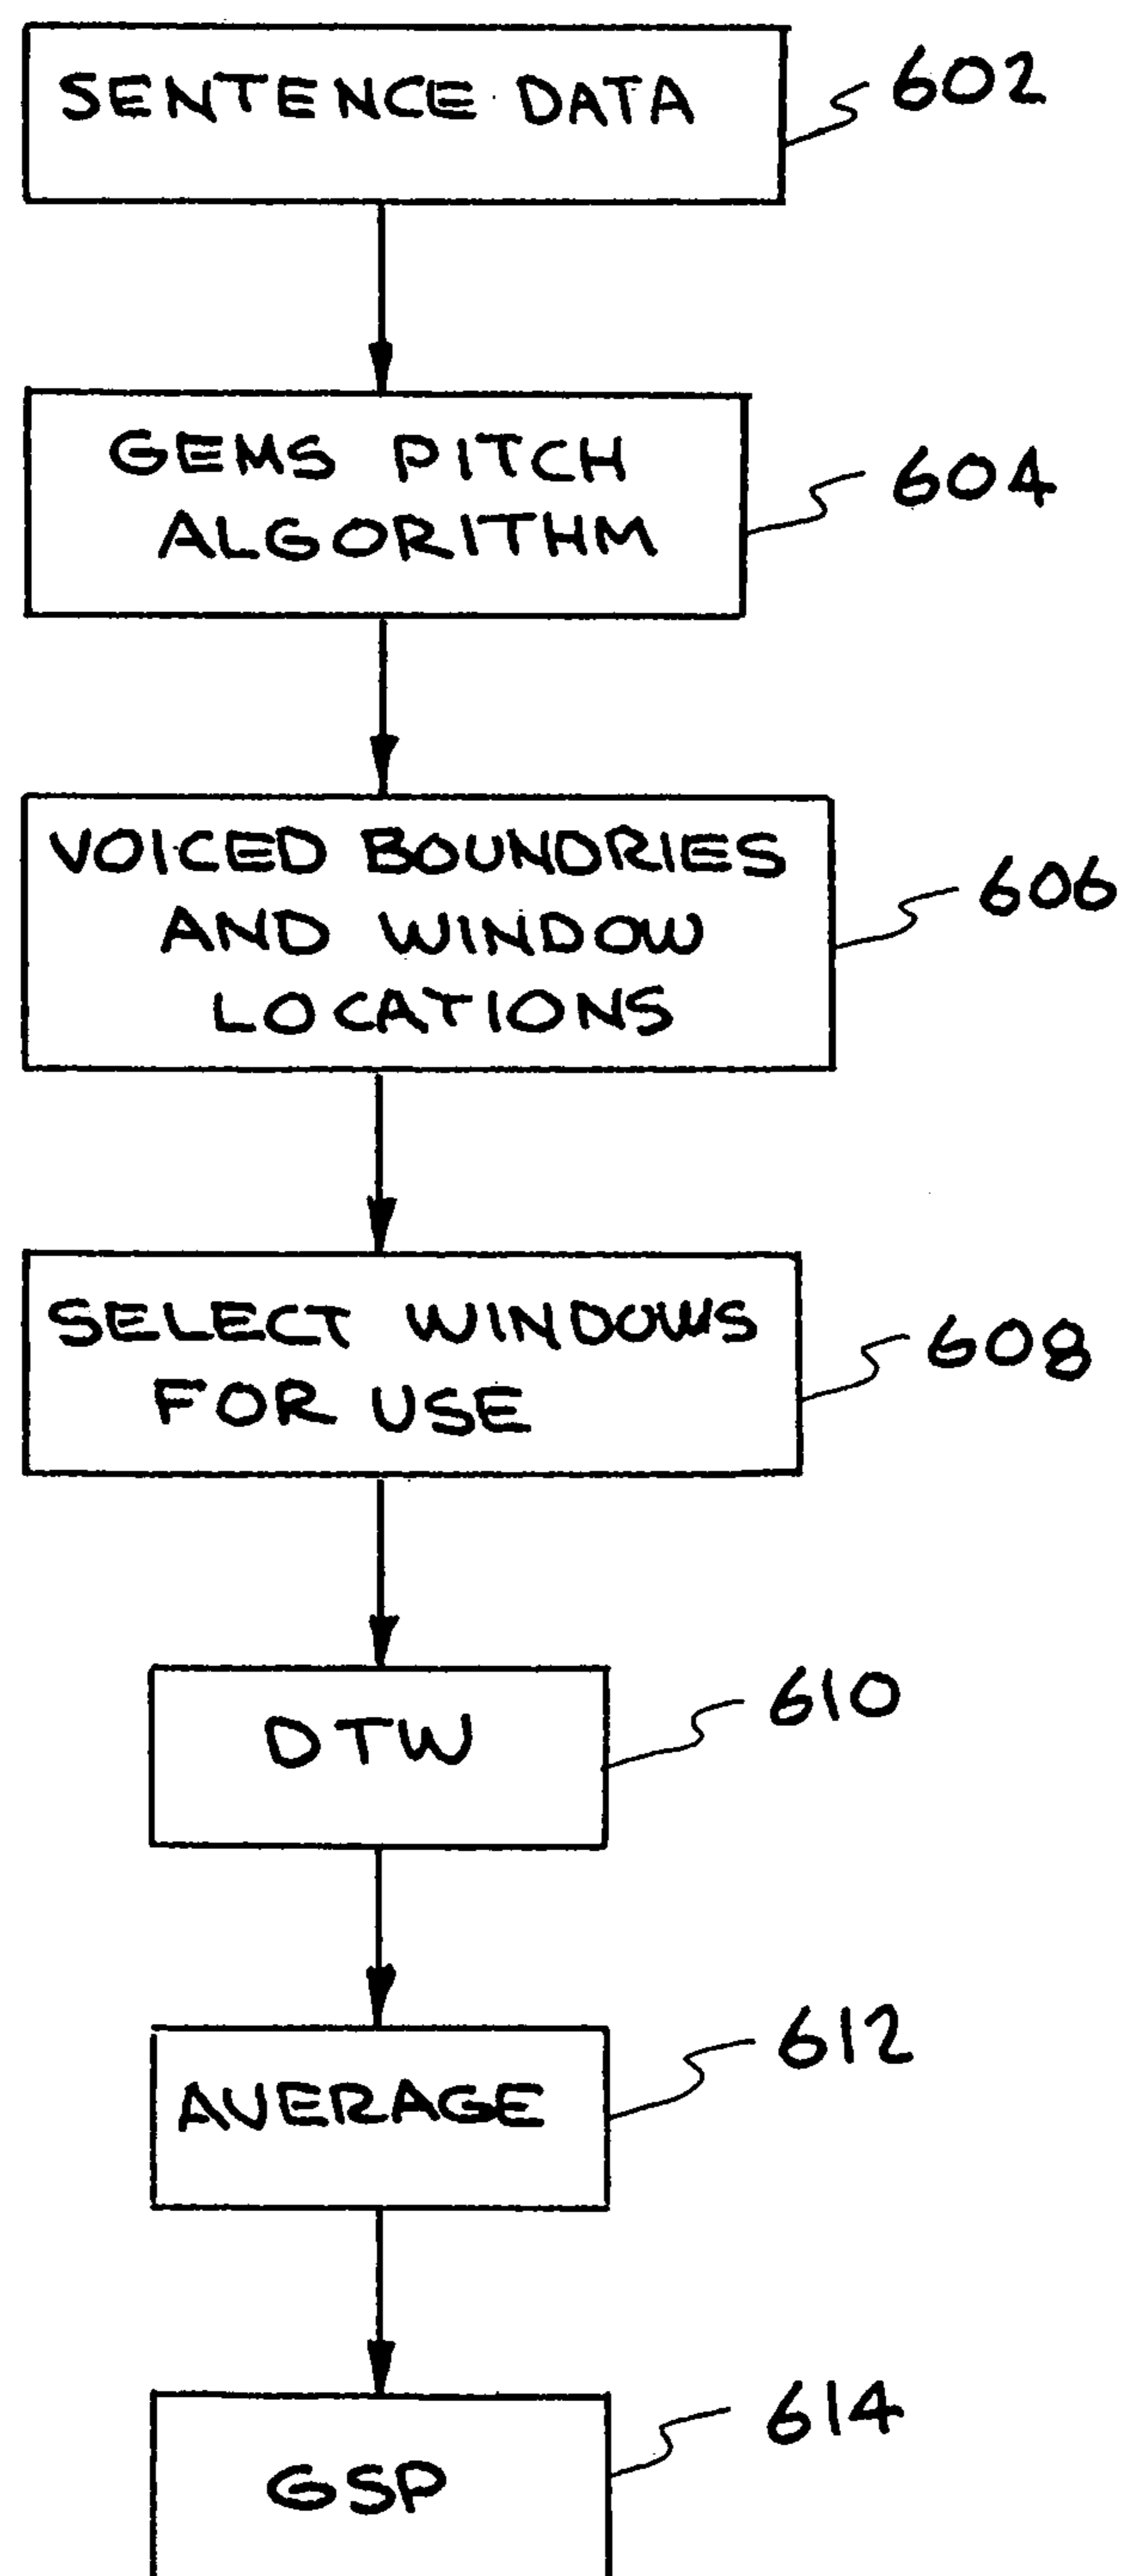 SENTENCE DATA
602
GEMS PITCH
ALGORITHM
604
VOICED BOUNDRIES
AND WINDOW
LOCATIONS
606
SELECT WINDOWS
FOR USE
608
DTW
610
AVERAGE
612
GSP
614